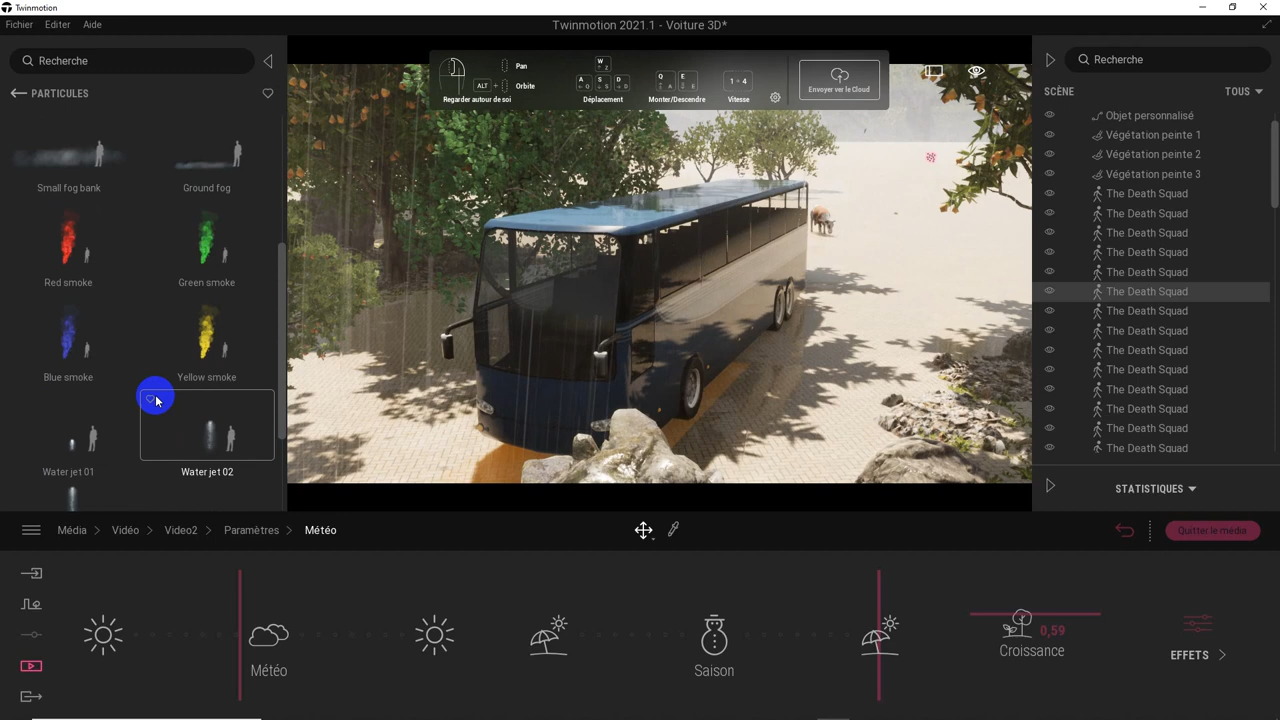 Twinmotion
Fichier Editer Aide
Twinmotion 2021.1 - Voiture 3D*
Recherche
PARTICULES
Small fog bank
Ground fog
Red smoke
Green smoke
Blue smoke
Yellow smoke
Water jet 01
Water jet 02
Pan
ALT
Orbite
Regarder autour de soi
W
Z
A S D
Q
Déplacement
Q E
A E
Monter/Descendre
1 4
Vitesse
Envoyer ver le Cloud
Recherche
SCÈNE
TOUS
Objet personnalisé
Végétation peinte 1
Végétation peinte 2
Végétation peinte 3
The Death Squad
The Death Squad
The Death Squad
The Death Squad
The Death Squad
The Death Squad
The Death Squad
The Death Squad
The Death Squad
The Death Squad
The Death Squad
The Death Squad
The Death Squad
The Death Squad
STATISTIQUES
Média Vidéo Video2 Paramètres Météo
Quitter le média
Météo
Saison
0,59
Croissance
EFFETS